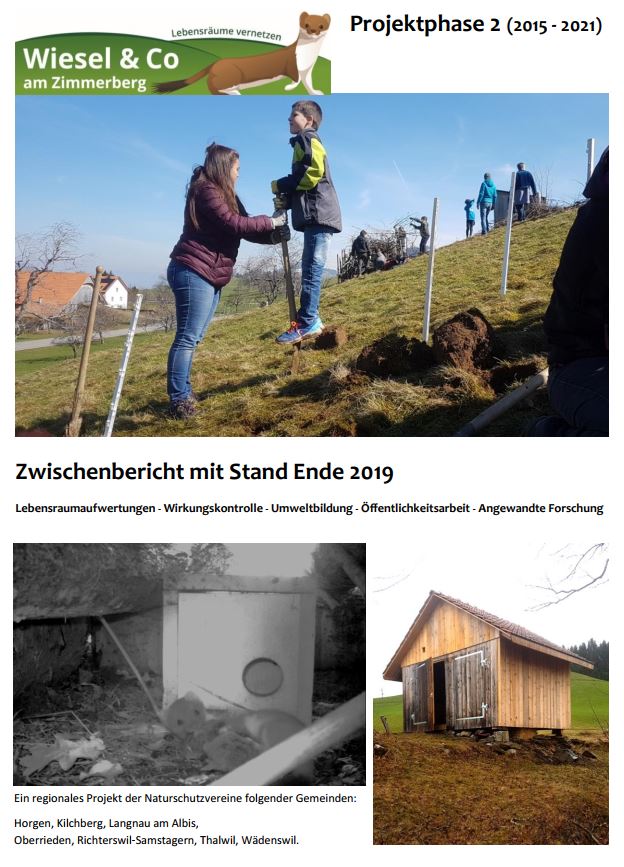 Lebensräume vernetzen
Wiesel & Co
am Zimmerberg
Projektphase 2 (2015 - 2021)
Zwischenbericht mit Stand Ende 2019
Lebensraumaufwertungen - Wirkungskontrolle - Umweltbildung - Öffentlichkeitsarbeit - Angewandte Forschung
Ein regionales Projekt der Naturschutzvereine folgender Gemeinden:
Horgen, Kilchberg, Langnau am Albis,
Oberrieden, Richterswil-Samstagern, Thalwil, Wädenswil.